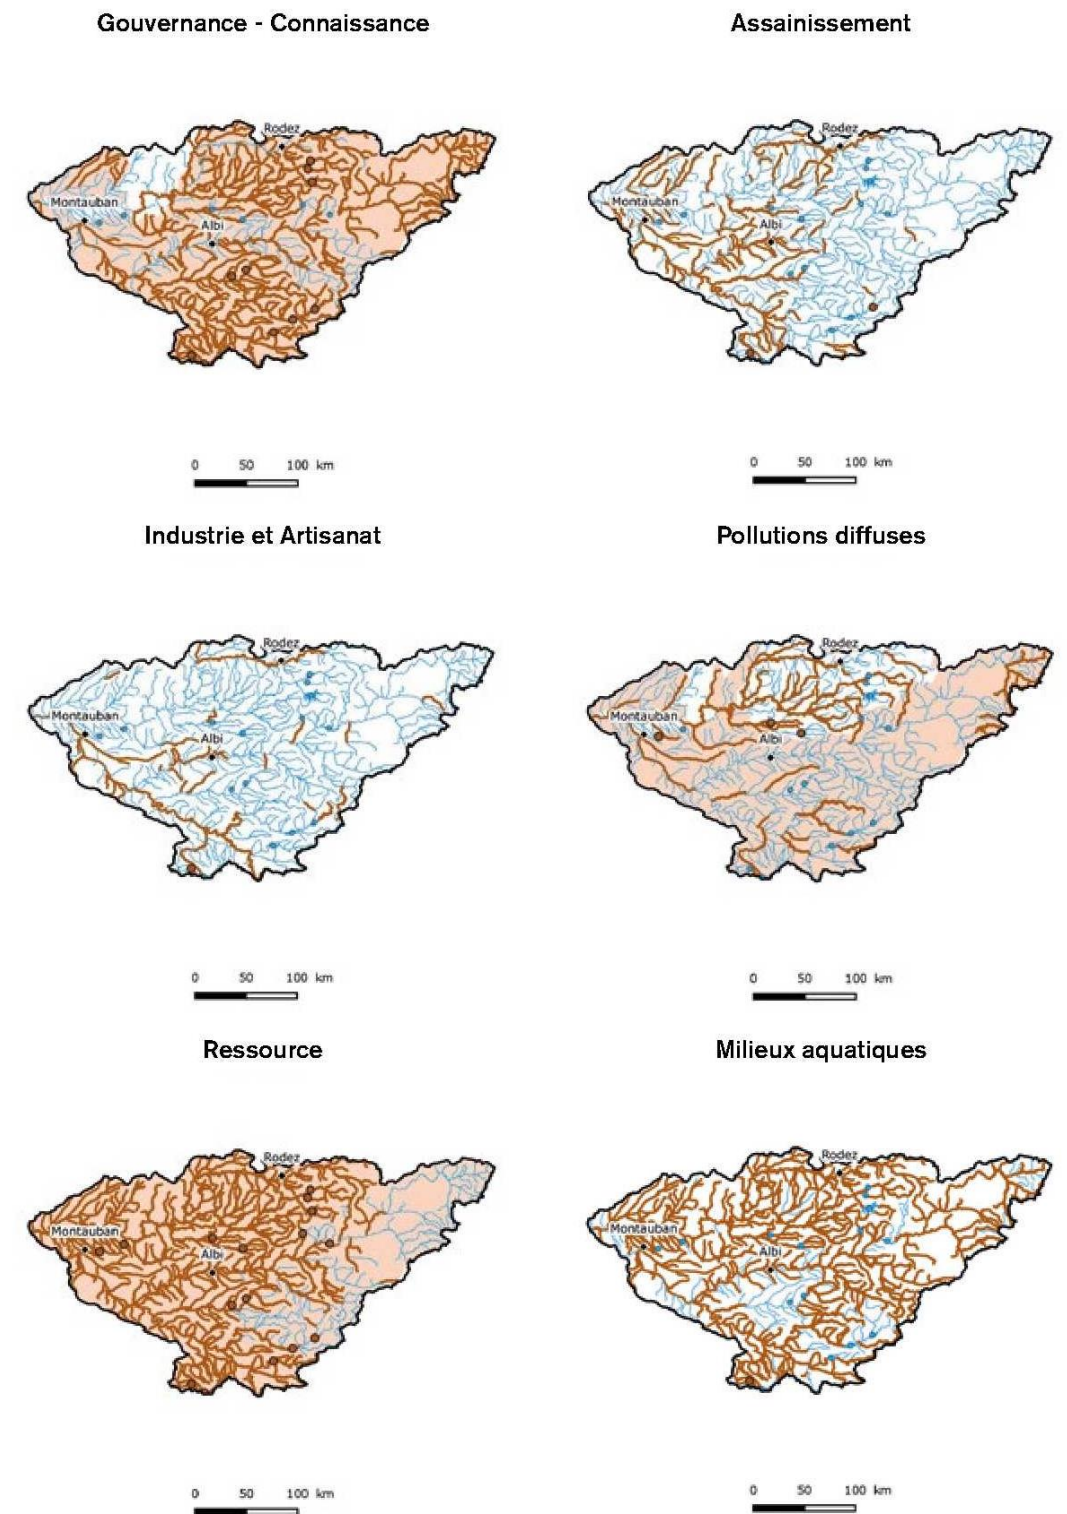 Gouvernance - Connaissance
Assainissement
Rodez
Montauban
Albi
0 50 100 km
Rodez
Montauban
Albi
0 50 100 km
Industrie et Artisanat
Pollutions diffuses
Rodez
Montauban
Albi
0 50 100 km
Rodez
Montauban
Albi
0 50 100 km
Ressource
Milieux aquatiques
Rodez
Montauban
Albi
0 50 100 km
Rodez
Montauban
Albi
0 50 100 km